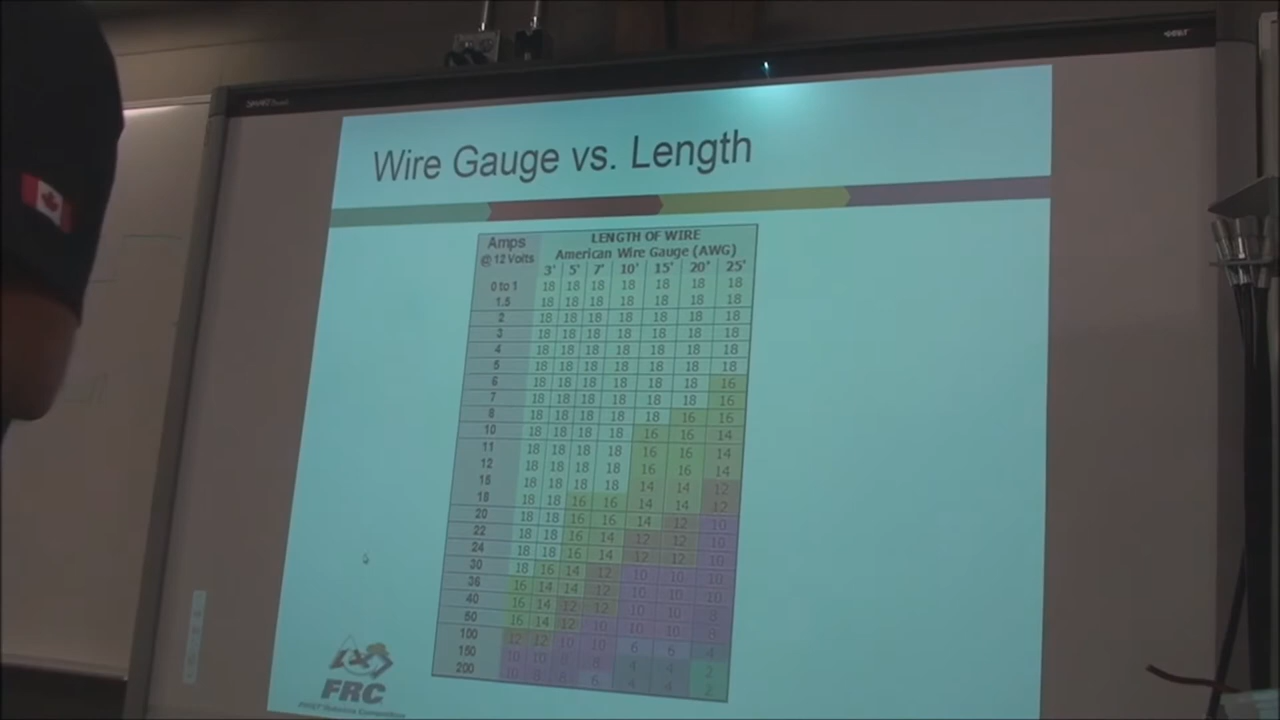 Wire Gauge vs. Length
Amps
@ 12 Volts
LENGTH OF WIRE
American Wire Gauge (AWG)
3' 5' 7' 10' 15' 20' 25'
0 to 1 18 18 18 18 18 18 18
1.5 18 18 18 18 18 18 18
2 18 18 18 18 18 18 18
3 18 18 18 18 18 18 18
4 18 18 18 18 18 18 18
5 18 18 18 18 18 18 18
6 18 18 18 18 18 18 16
7 18 18 18 18 18 18 16
8 18 18 18 18 18 16 16
10 18 18 18 18 16 16 14
11 18 18 18 18 16 16 14
12 18 18 18 18 16 16 14
15 18 18 18 18 14 14 12
18 18 18 16 16 14 14 12
20 18 18 16 16 14 12 10
22 18 18 16 14 12 12 10
24 18 18 16 14 12 12 10
30 18 16 14 12 10 10 10
36 16 14 14 12 10 10 10
40 16 14 12 12 10 10 8
50 16 14 12 10 10 10 8
100 12 12 10 10 6 6 4
150 10 10 8 8 4 4 2
200 10 8 8 6 4 4 2
FRC